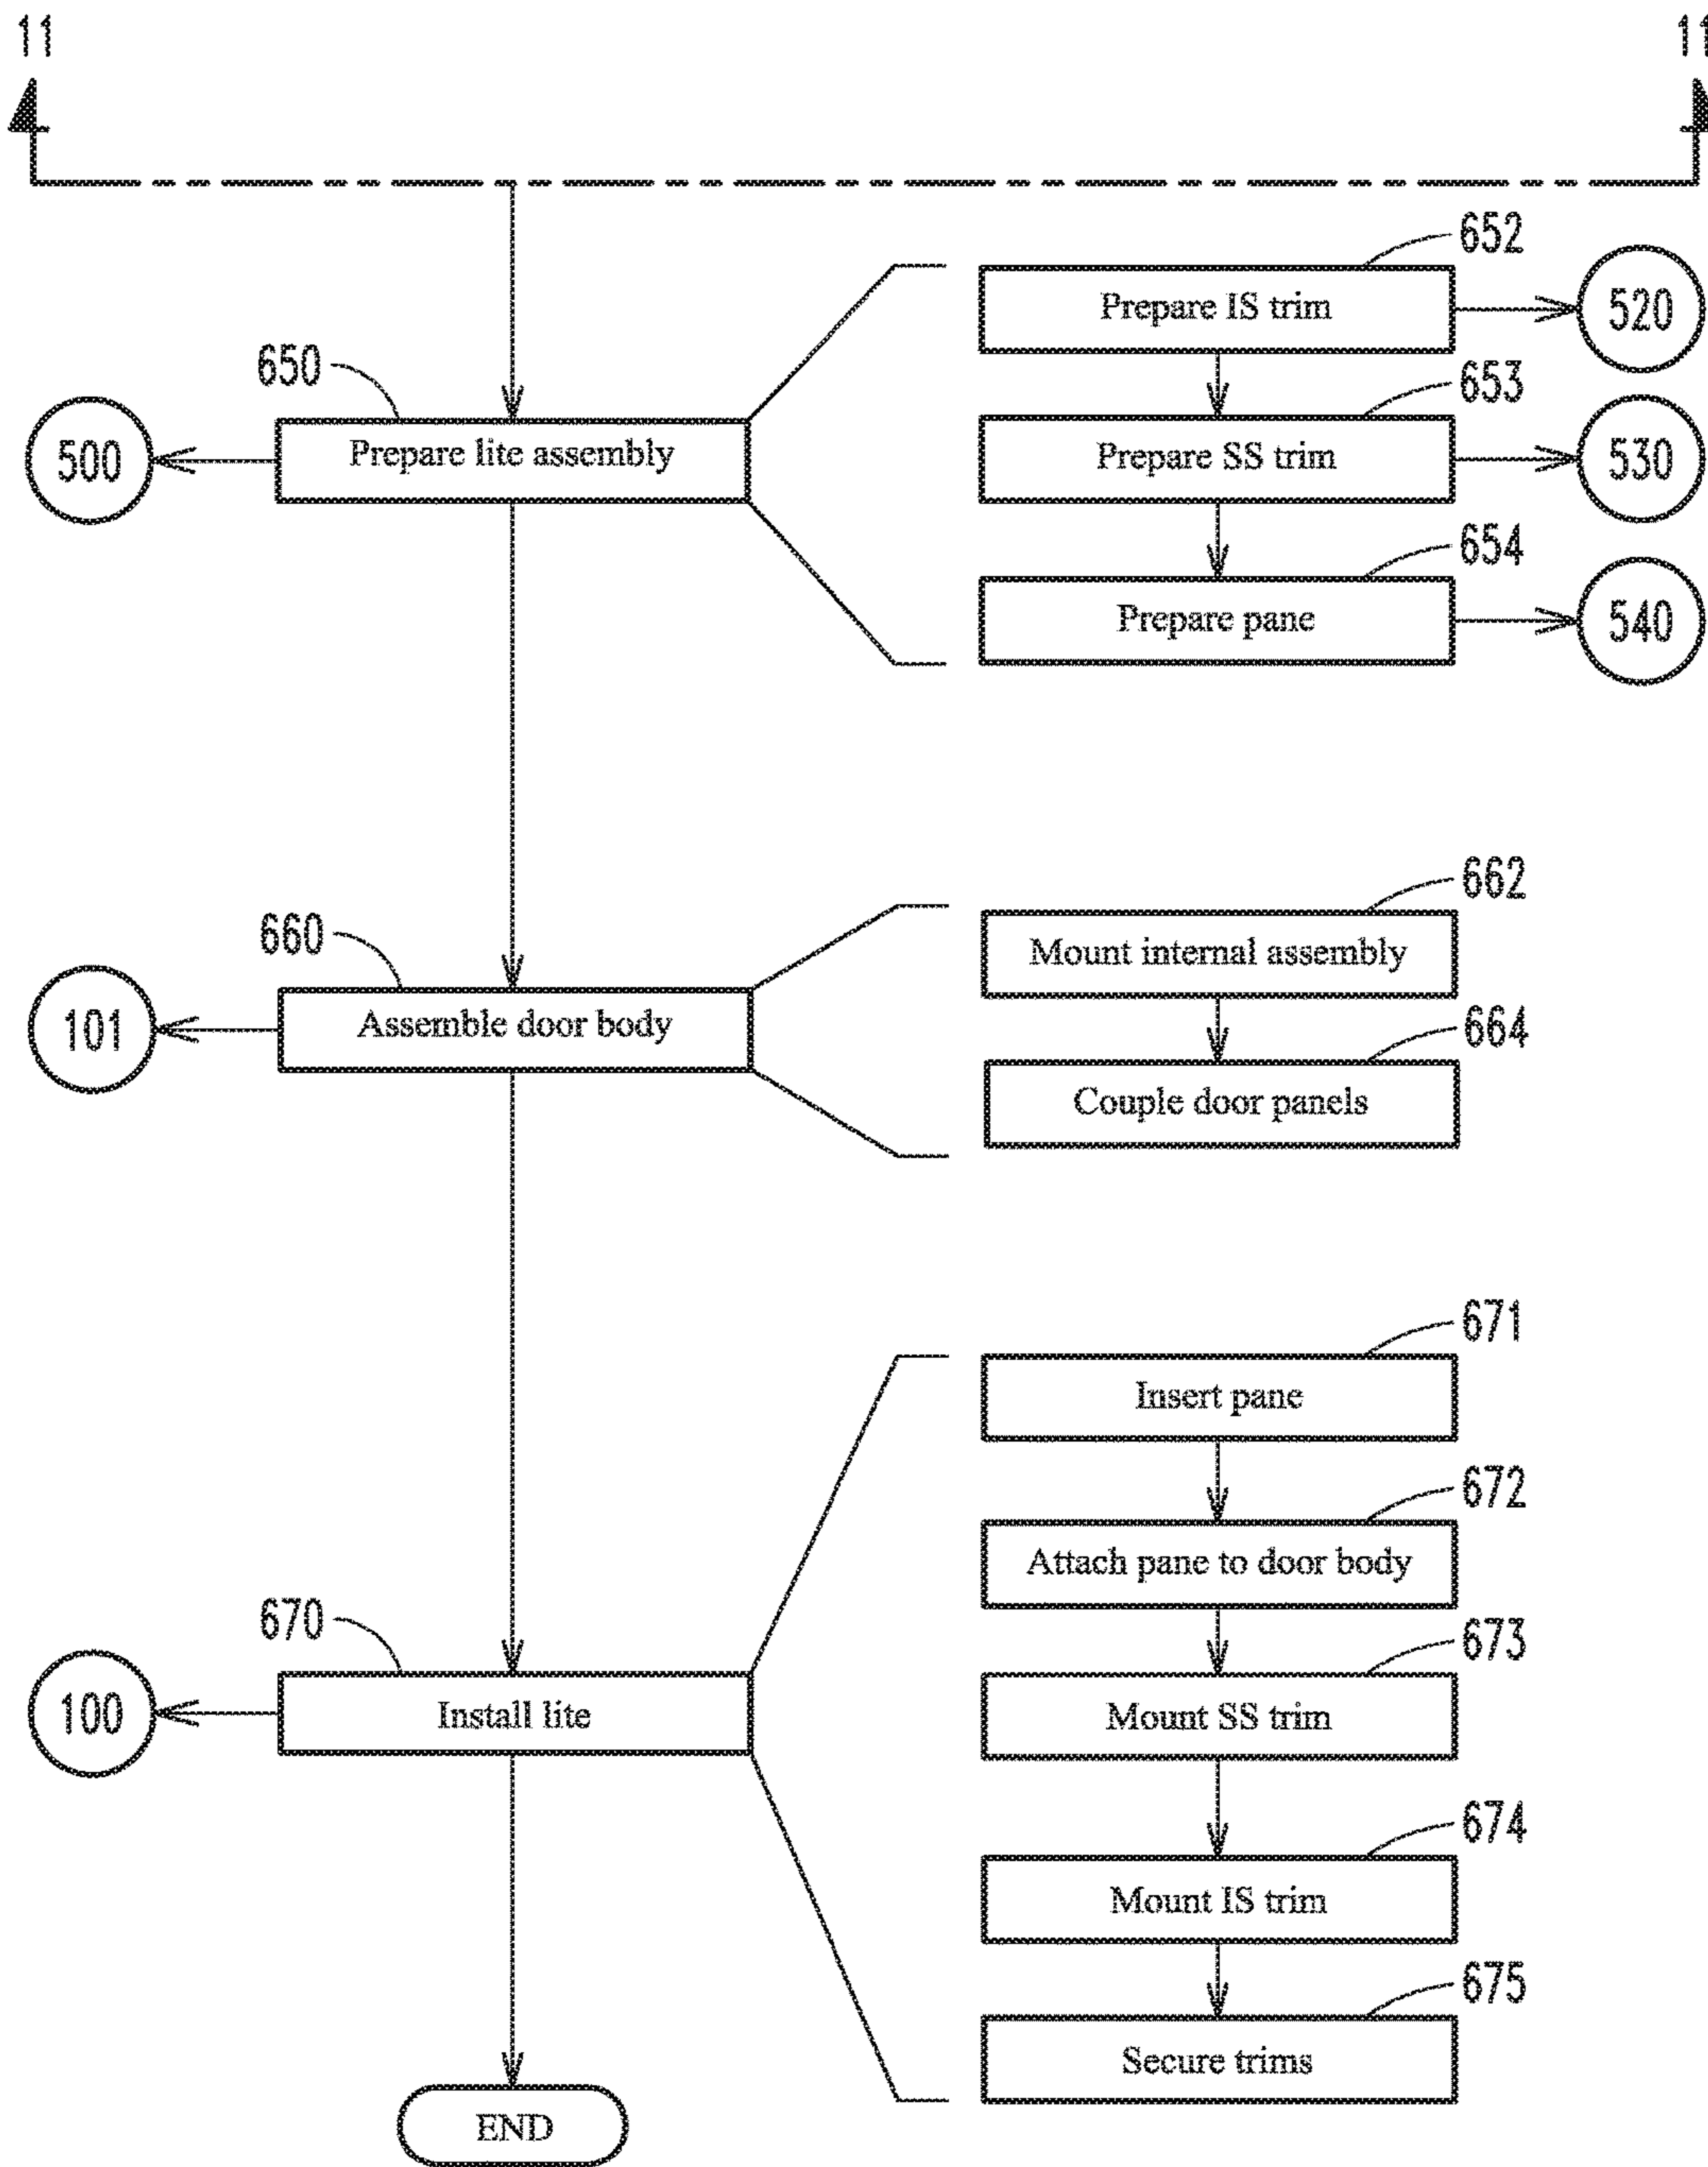 11
11
652
Prepare IS trim
520
650
653
500
Prepare lite assembly
Prepare SS trim
530
654
Prepare pane
540
662
660
Mount internal assembly
101
Assemble door body
664
Couple door panels
671
Insert pane
672
Attach pane to door body
670
673
100
Install lite
Mount SS trim
674
Mount IS trim
675
Secure trims
END